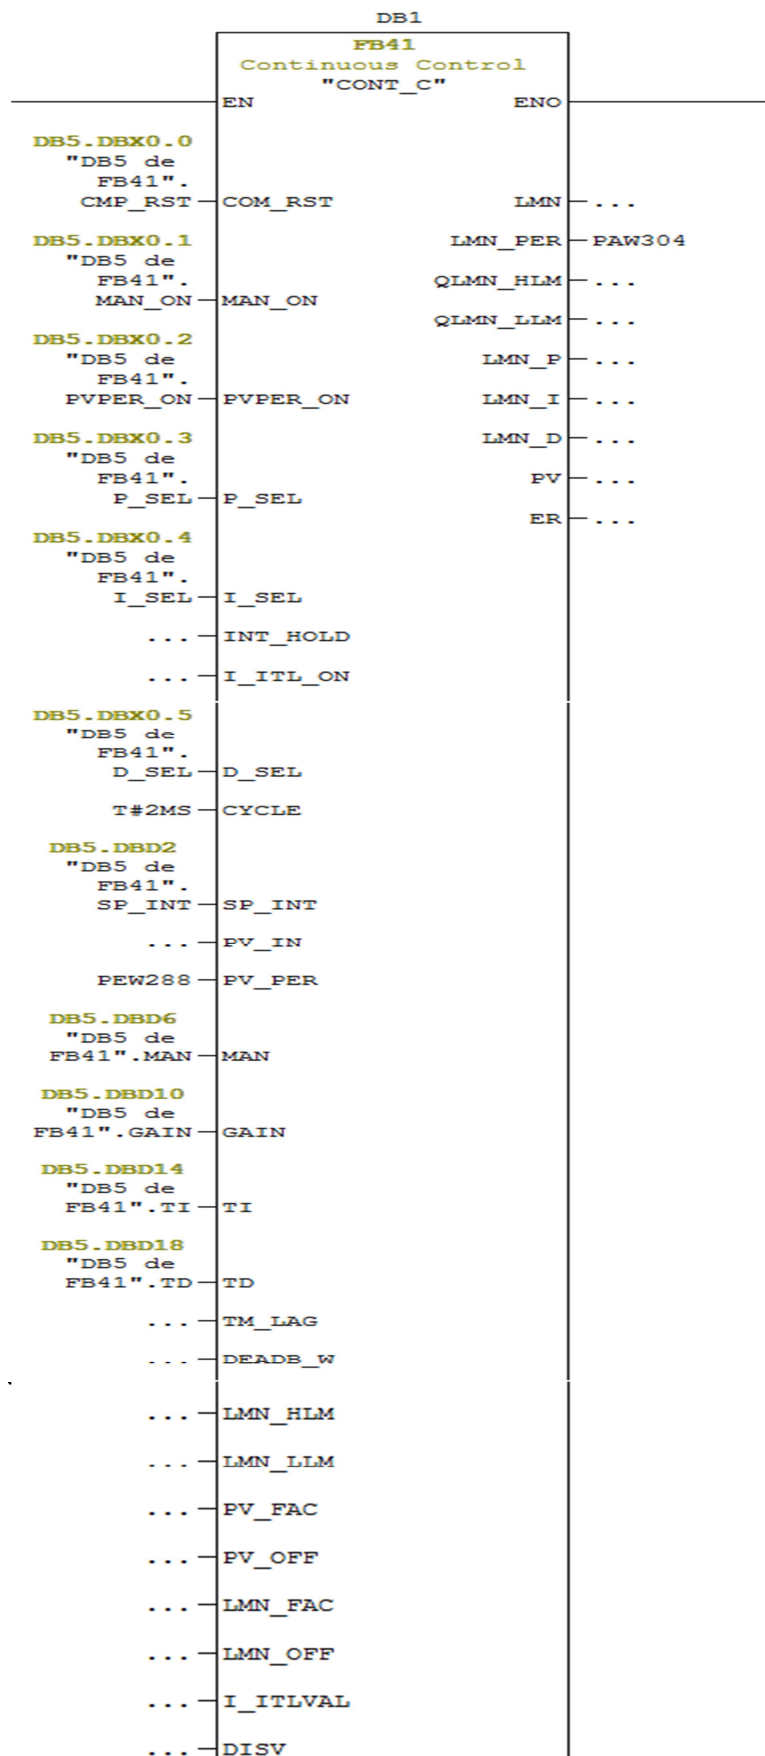 DB1
FB41
Continuous Control
"CONT_C"
EN ENO
DB5.DBX0.0
"DB5 de
FB41".
CMP_RST COM_RST LMN ...
DB5.DBX0.1 LMN_PER PAW304
"DB5 de
FB41". QLMN_HLM ...
MAN_ON MAN_ON
QLMN_LLM ...
DB5.DBX0.2
"DB5 de LMN_P ...
FB41".
PVPER_ON PVPER_ON LMN_I ...
DB5.DBX0.3 LMN_D ...
"DB5 de
FB41". PV ...
P_SEL P_SEL
ER ...
DB5.DBX0.4
"DB5 de
FB41".
I_SEL I_SEL
... INT_HOLD
... I_ITL_ON
DB5.DBX0.5
"DB5 de
FB41".
D_SEL D_SEL
T#2MS CYCLE
DB5.DBD2
"DB5 de
FB41".
SP_INT SP_INT
... PV_IN
PEW288 PV_PER
DB5.DBD6
"DB5 de
FB41".MAN MAN
DB5.DBD10
"DB5 de
FB41".GAIN GAIN
DB5.DBD14
"DB5 de
FB41".TI TI
DB5.DBD18
"DB5 de
FB41".TD TD
... TM_LAG
... DEADB_W
... LMN_HLM
... LMN_LLM
... PV_FAC
... PV_OFF
... LMN_FAC
... LMN_OFF
... I_ITLVAL
... DISV